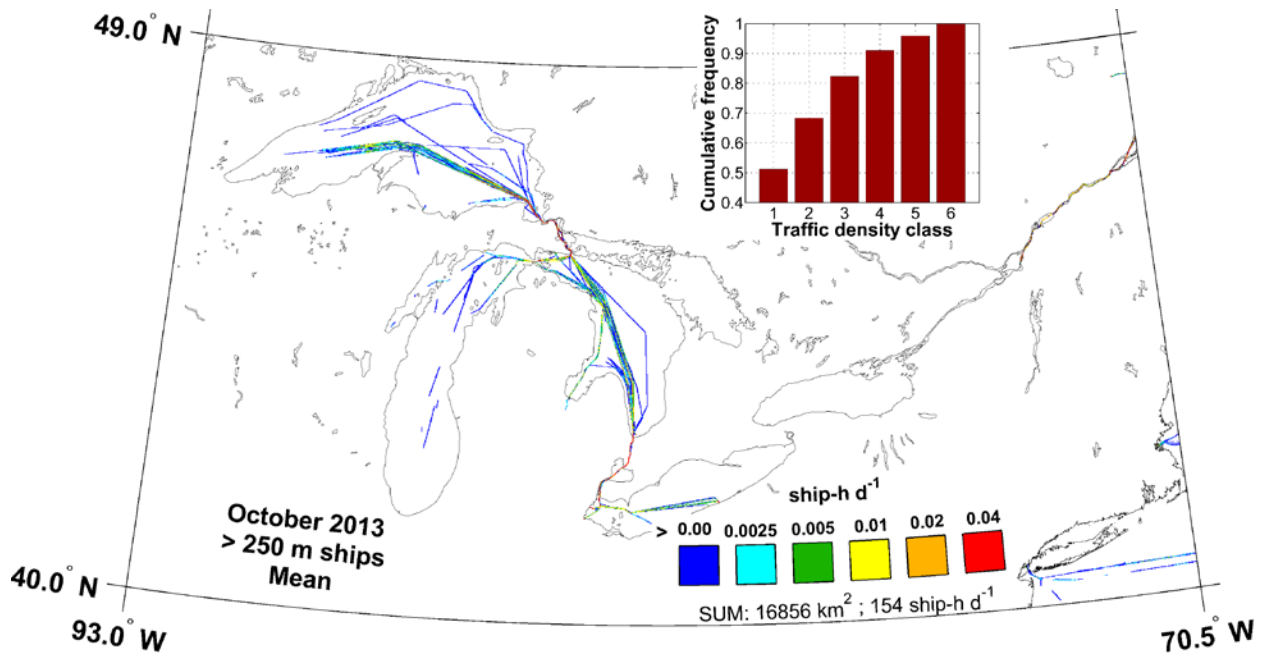 49.0° N
Cumulative frequency
1
0.9
0.8
0.7
0.6
0.5
0.4
1 2 3 4 5 6
Traffic density class
October 2013
> 250 m ships
Mean
ship-h d⁻¹
> 0.00 0.0025 0.005 0.01 0.02 0.04
SUM: 16856 km² ; 154 ship-h d⁻¹
40.0° N
93.0° W
70.5° W